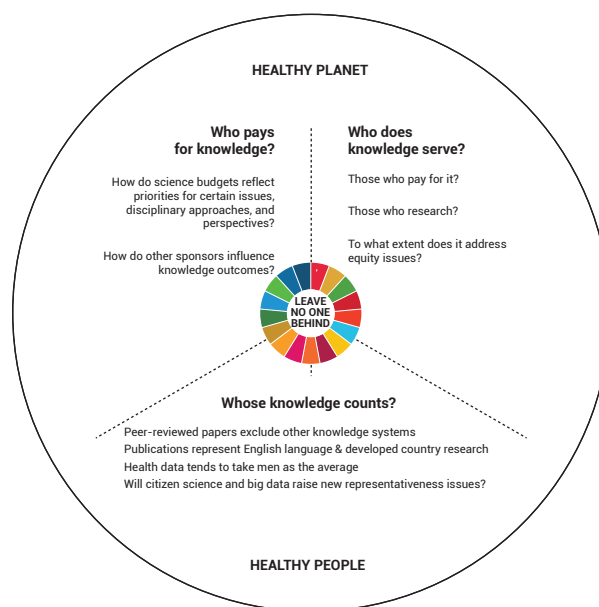 HEALTHY PLANET
Who pays
for knowledge?
How do science budgets reflect
priorities for certain issues,
disciplinary approaches, and
perspectives?
How do other sponsors influence
knowledge outcomes?
Who does
knowledge serve?
Those who pay for it?
Those who research?
To what extent does it address
equity issues?
LEAVE
NO ONE
BEHIND
Whose knowledge counts?
Peer-reviewed papers exclude other knowledge systems
Publications represent English language & developed country research
Health data tends to take men as the average
Will citizen science and big data raise new representativeness issues?
HEALTHY PEOPLE